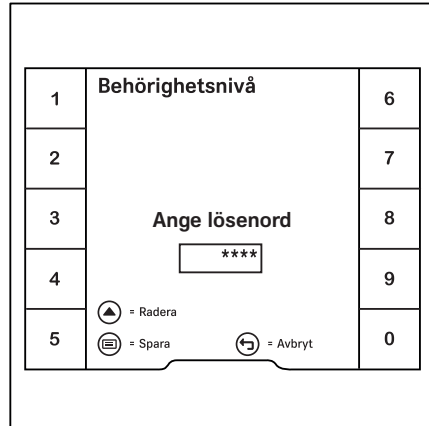 Behörighetsnivå
1
6
2
7
3
8
Ange lösenord
****
4
9
= Radera
5
= Spara
= Avbryt
0